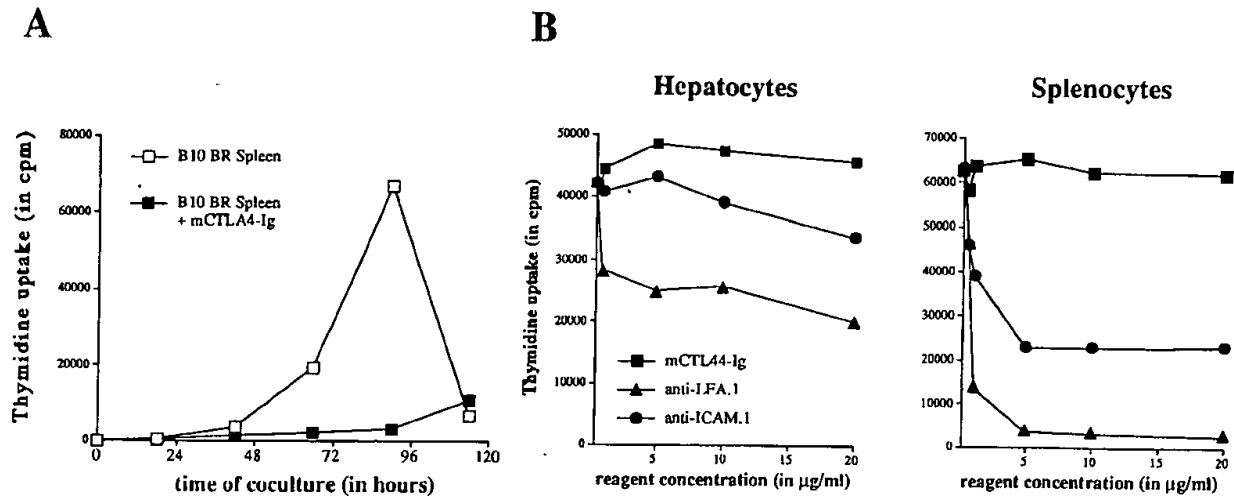 A
B
Hepatocytes
Splenocytes
Thymidine uptake (in cpm)
80000
60000
40000
20000
0
B10 BR Spleen
B10 BR Spleen
+ mCTLA4-Ig
0
24
48
72
96
120
time of coculture (in hours)
Thymidine uptake (in cpm)
50000
40000
30000
20000
10000
0
mCTL44-Ig
anti-LFA.1
anti-ICAM.1
5
10
15
20
reagent concentration (in µg/ml)
70000
60000
50000
40000
30000
20000
10000
0
5
10
15
20
reagent concentration (in µg/ml)